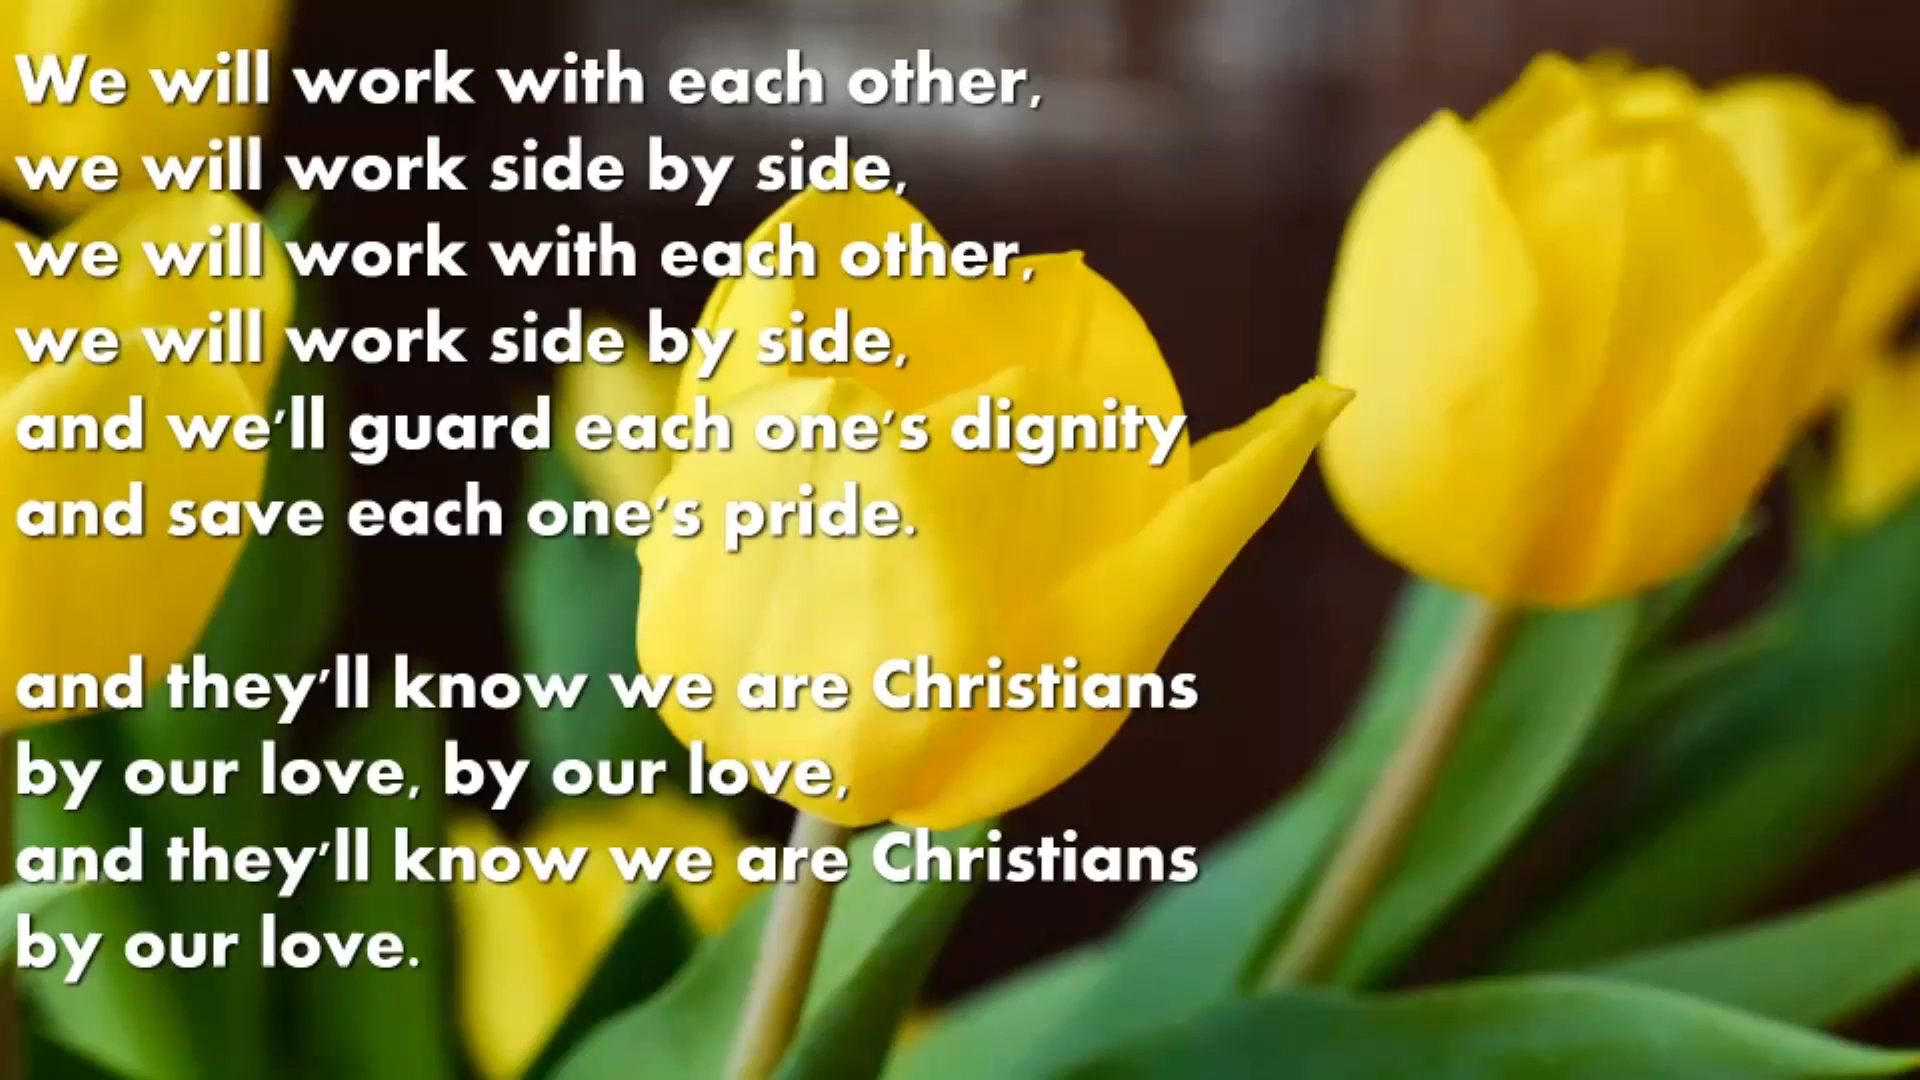 We will work with each other,
we will work side by side,
we will work with each other,
we will work side by side,
and we'll guard each one's dignity
and save each one's pride.
and they'll know we are Christians
by our love, by our love,
and they'll know we are Christians
by our love.